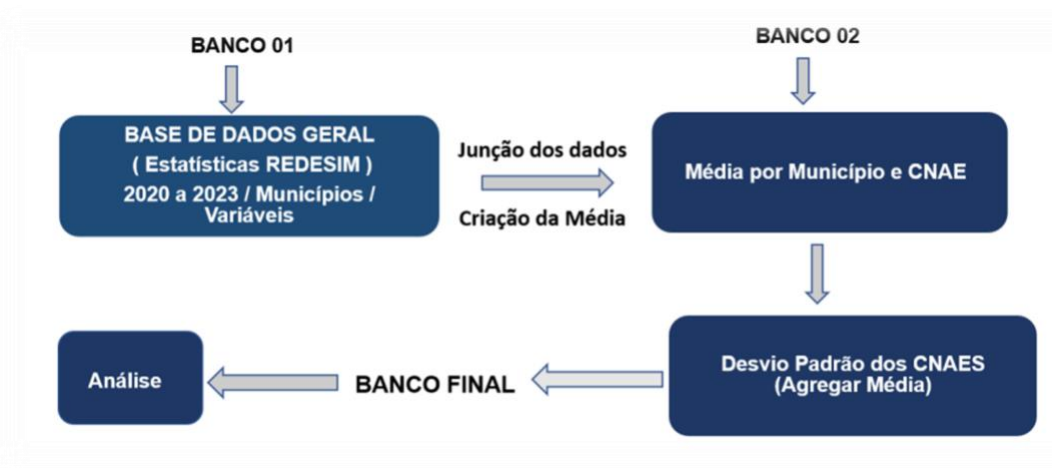 BANCO 01
BANCO 02
BASE DE DADOS GERAL
( Estatísticas REDESIM )
2020 a 2023 / Municípios /
Variáveis
Junção dos dados
Criação da Média
Média por Município e CNAE
Desvio Padrão dos CNAES
(Agregar Média)
BANCO FINAL
Análise